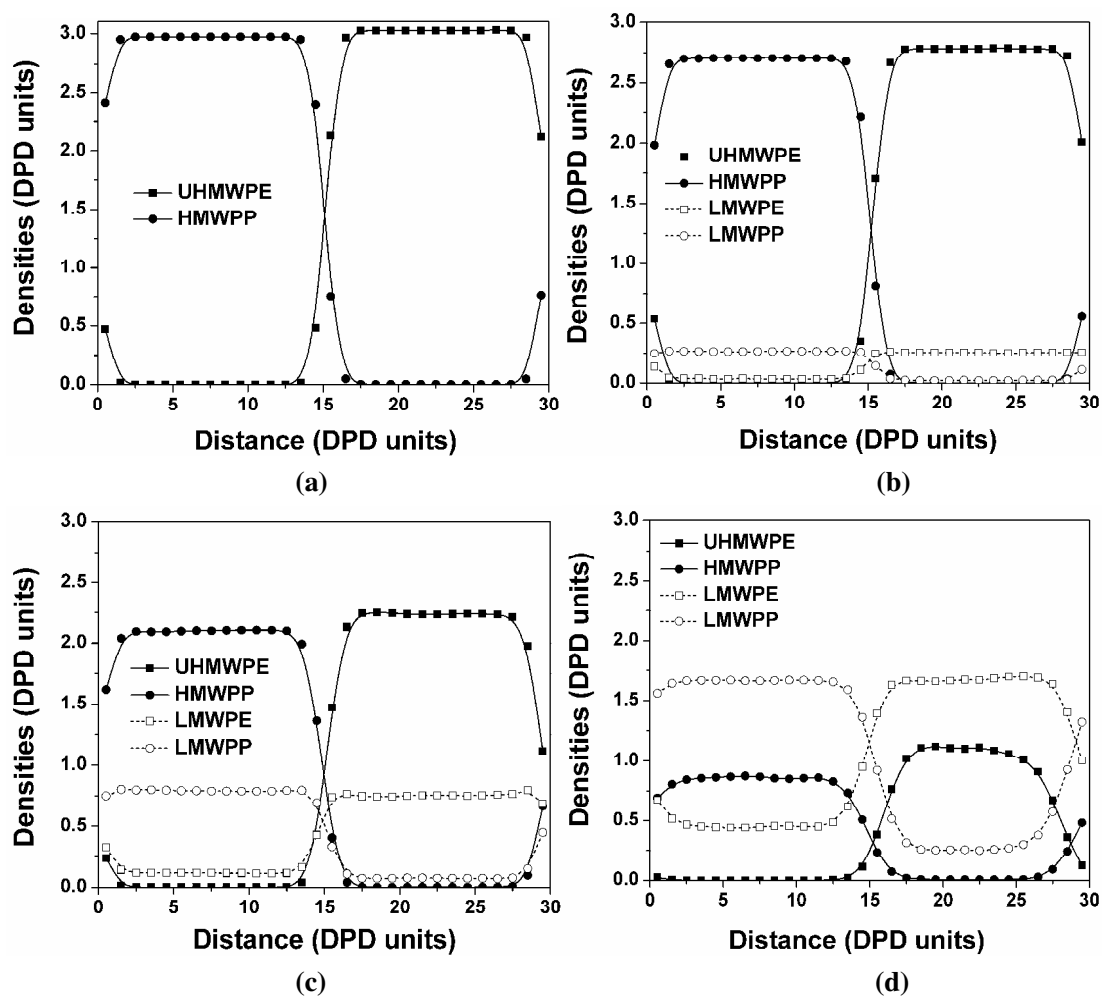 3.0
2.5
2.0
1.5
1.0
0.5
0.0
0 5 10 15 20 25 30
Densities (DPD units)
Distance (DPD units)
UHMWPE
HMWPP
(a)
3.0
2.5
2.0
1.5
1.0
0.5
0.0
0 5 10 15 20 25 30
Densities (DPD units)
Distance (DPD units)
UHMWPE
HMWPP
LMWPE
LMWPP
(b)
3.0
2.5
2.0
1.5
1.0
0.5
0.0
0 5 10 15 20 25 30
Densities (DPD units)
Distance (DPD units)
UHMWPE
HMWPP
LMWPE
LMWPP
(c)
3.0
2.5
2.0
1.5
1.0
0.5
0.0
0 5 10 15 20 25 30
Densities (DPD units)
Distance (DPD units)
UHMWPE
HMWPP
LMWPE
LMWPP
(d)